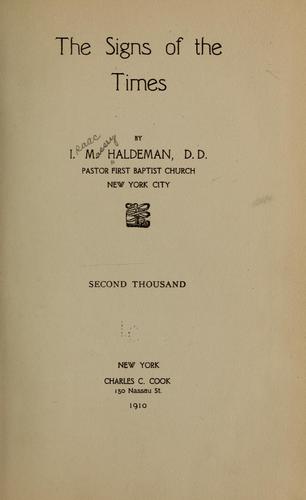 The Signs of the
Times
BY
I. M. HALDEMAN, D. D.
Isaac Massey
PASTOR FIRST BAPTIST CHURCH
NEW YORK CITY
SECOND THOUSAND
NEW YORK
CHARLES C. COOK
150 Nassau St.
1910